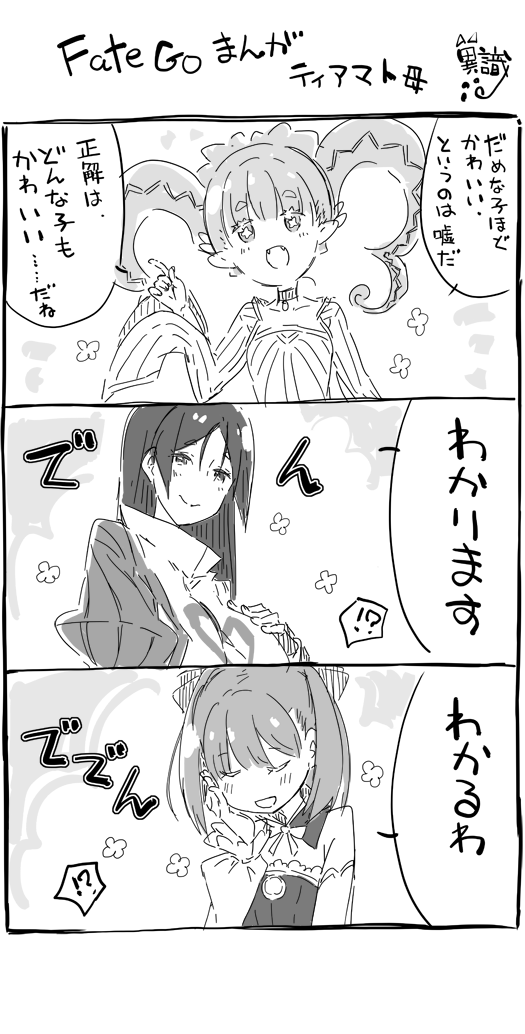 Fate Go まんが
ティアマト母
異識
だめな子ほど
かわいい.
というのは嘘だ
正解は.
どんな子も
かわいい……だね
わかります
でん
!?
わかるわ
ででん
!?